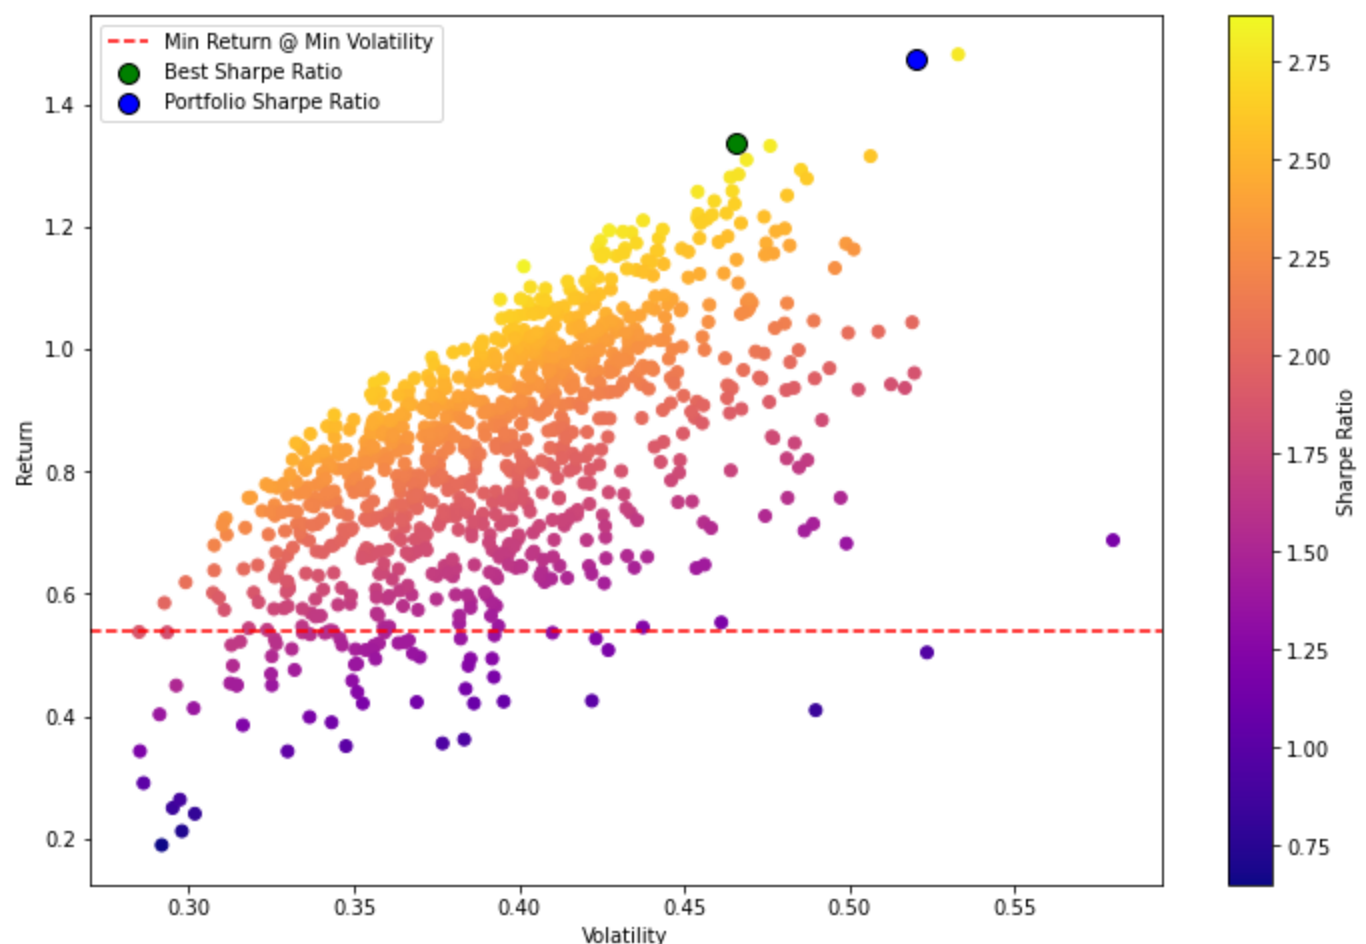 Min Return @ Min Volatility
Best Sharpe Ratio
Portfolio Sharpe Ratio
Return
1.4
1.2
1.0
0.8
0.6
0.4
0.2
0.30 0.35 0.40 0.45 0.50 0.55
Volatility
2.75
2.50
2.25
2.00
1.75
1.50
1.25
1.00
0.75
Sharpe Ratio